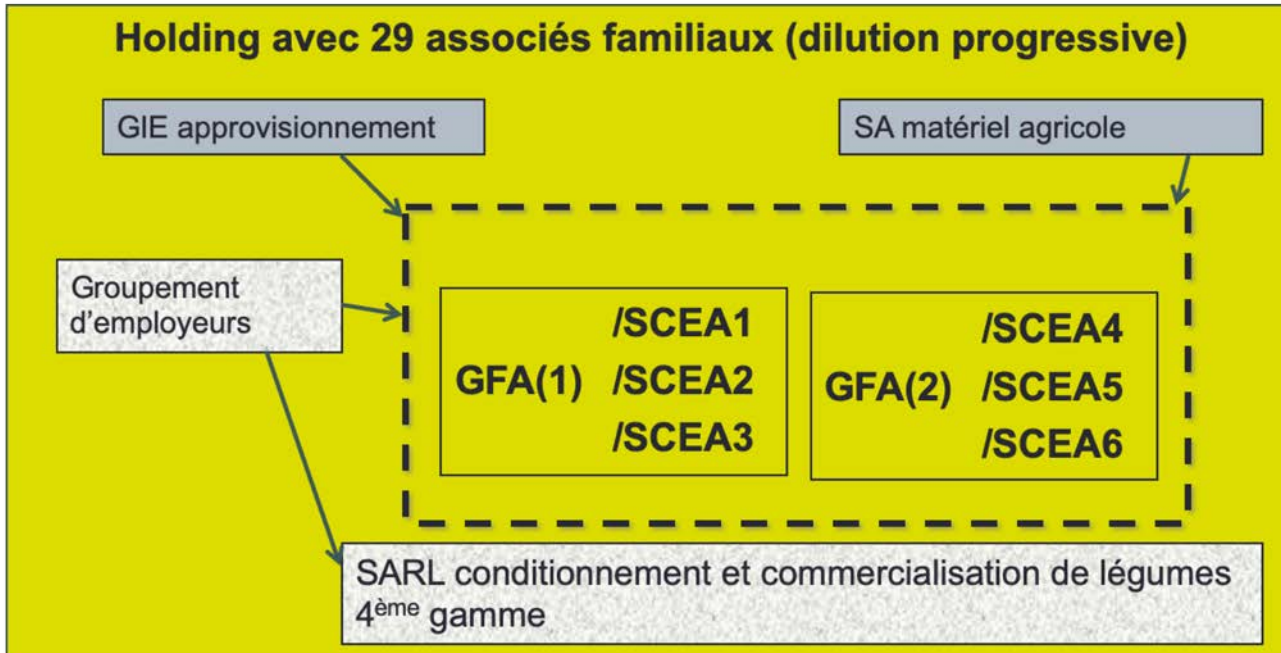 Holding avec 29 associés familiaux (dilution progressive)
GIE approvisionnement
SA matériel agricole
Groupement
d’employeurs
GFA(1)
/SCEA1
/SCEA2
/SCEA3
GFA(2)
/SCEA4
/SCEA5
/SCEA6
SARL conditionnement et commercialisation de légumes
4ème gamme